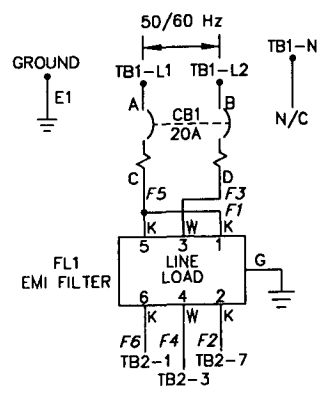 50/60 Hz
TB1-N
GROUND
TB1-L1 TB1-L2
E1
A CB1 B
20A
N/C
C D
F5 F3
F1
K W K
5 3 1
FL1 LINE G
EMI FILTER LOAD
6 4 2
K W K
F6 F4 F2
TB2-1 TB2-7
TB2-3